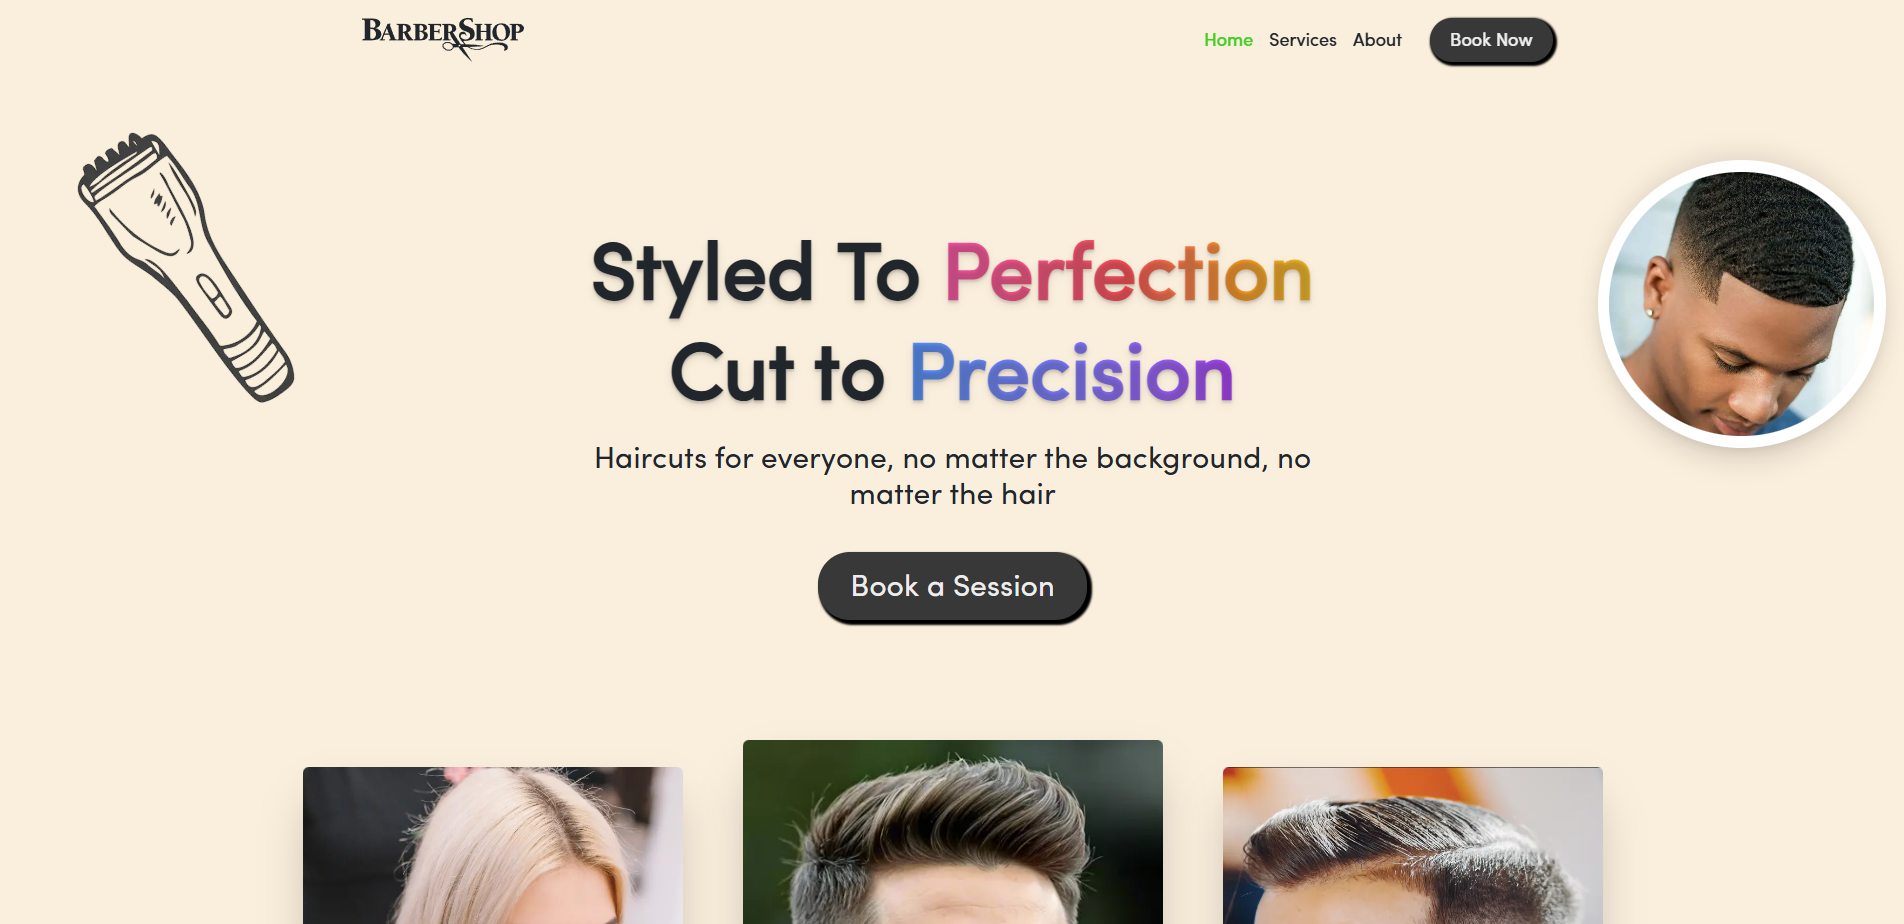 BARBERSHOP
Home Services About Book Now
Styled To Perfection
Cut to Precision
Haircuts for everyone, no matter the background, no
matter the hair
Book a Session